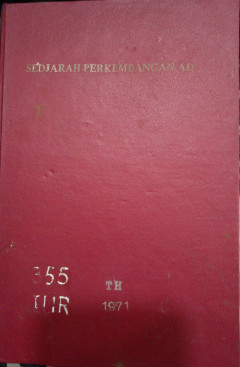 SEDJARAH PERKEMBANGAN AD
355
TH
1971